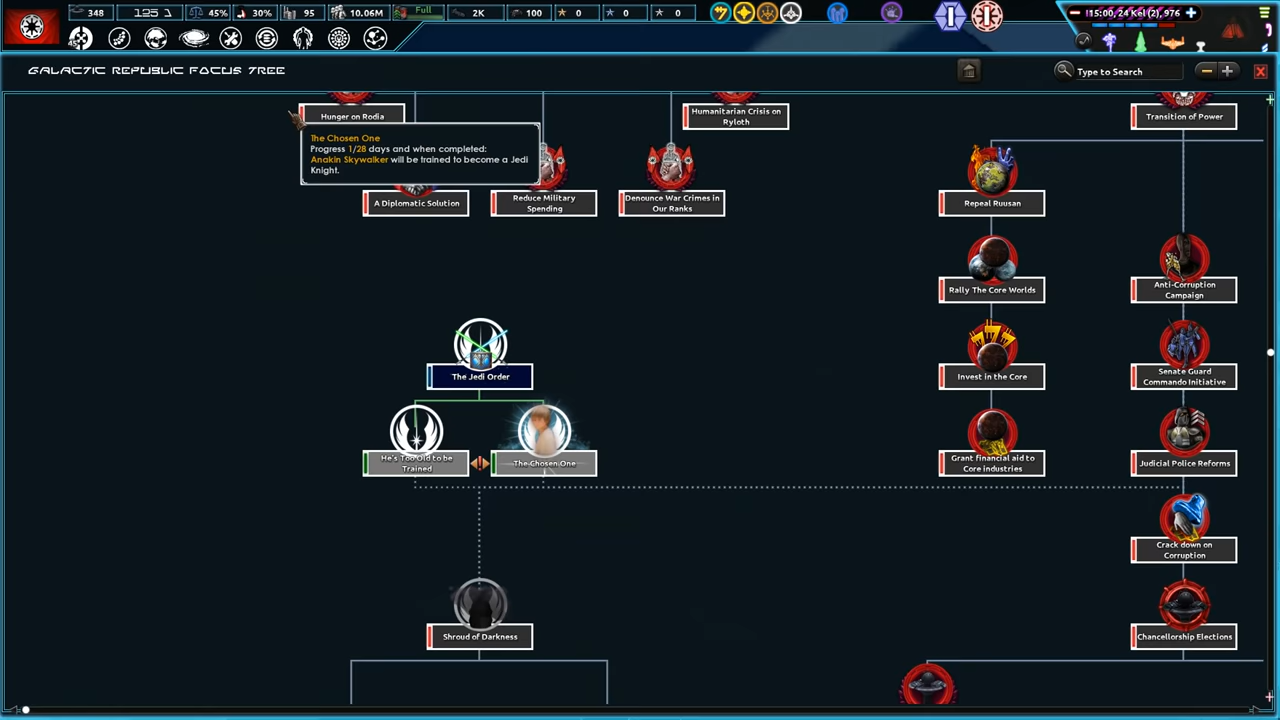 348
125
45%
30%
95
10.06M
Full
2K
100
0
0
0
15:00, 24 Kel (2), 976
45
GALACTIC REPUBLIC FOCUS TREE
Type to Search
Hunger on Rodia
Humanitarian Crisis on
Ryloth
Transition of Power
The Chosen One
Progress 1/28 days and when completed:
Anakin Skywalker will be trained to become a Jedi
Knight.
A Diplomatic Solution
Reduce Military
Spending
Denounce War Crimes in
Our Ranks
Repeal Ruusan
Rally The Core Worlds
Anti-Corruption
Campaign
The Jedi Order
Invest in the Core
Senate Guard
Commando Initiative
He's Too Old to be
Trained
The Chosen One
Grant financial aid to
Core industries
Judicial Police Reforms
Crack down on
Corruption
Shroud of Darkness
Chancellorship Elections